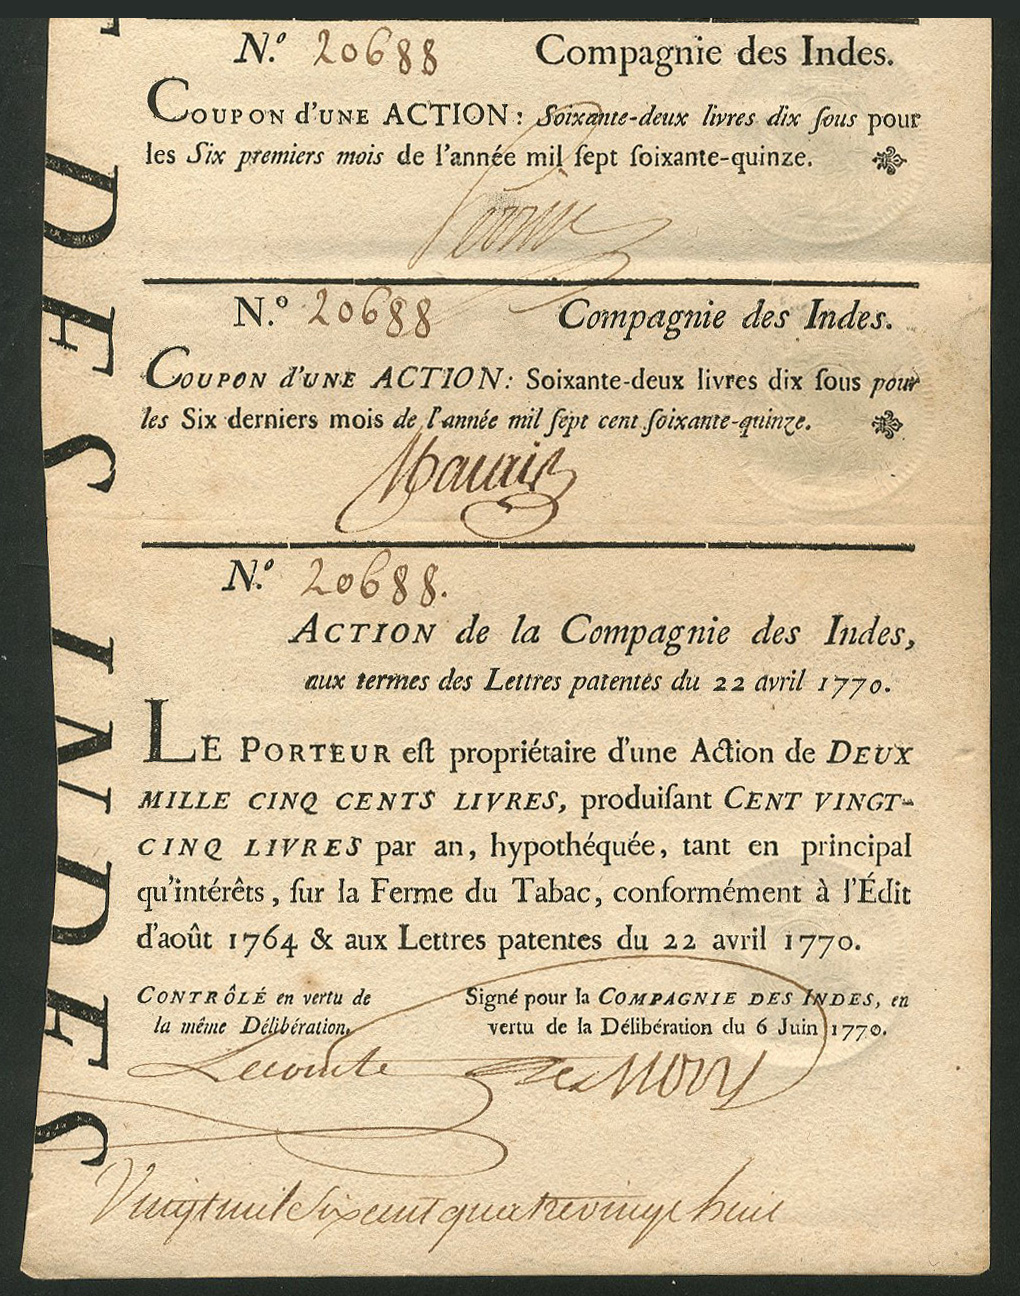 N.º 20688 Compagnie des Indes.
COUPON d'UNE ACTION : Soixante-deux livres dix ſous pour
les Six premiers mois de l'année mil ſept ſoixante-quinze.
N.º 20688 Compagnie des Indes.
COUPON d'UNE ACTION : Soixante-deux livres dix ſous pour
les Six derniers mois de l'année mil ſept cent ſoixante-quinze.
N.º 20688.
ACTION de la Compagnie des Indes,
aux termes des Lettres patentes du 22 avril 1770.
LE PORTEUR eſt propriétaire d'une Action de DEUX
MILLE CINQ CENTS LIVRES, produiſant CENT VINGT-
CINQ LIVRES par an, hypothéquée, tant en principal
qu'intérêts, ſur la Ferme du Tabac, conformément à l'Édit
d'août 1764 & aux Lettres patentes du 22 avril 1770.
CONTRÔLÉ en vertu de
la même Délibération,
Signé pour la COMPAGNIE DES INDES, en
vertu de la Délibération du 6 Juin 1770.
Lecomte
Vingt mil Six cent quatre vingt huit
DES INDES